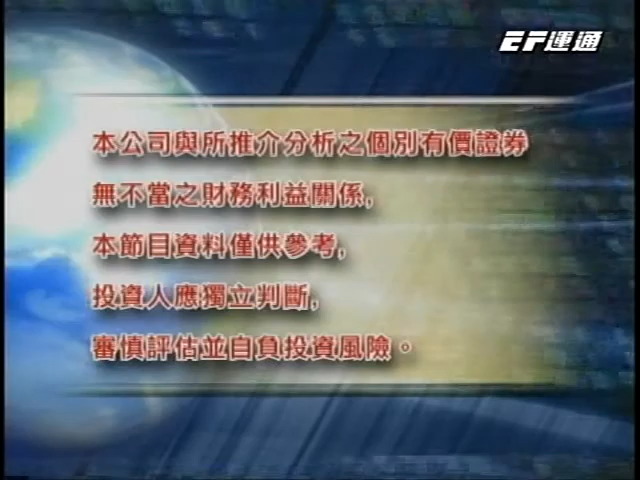 EF運通
本公司與所推介分析之個別有價證券
無不當之財務利益關係,
本節目資料僅供參考,
投資人應獨立判斷,
審慎評估並自負投資風險。